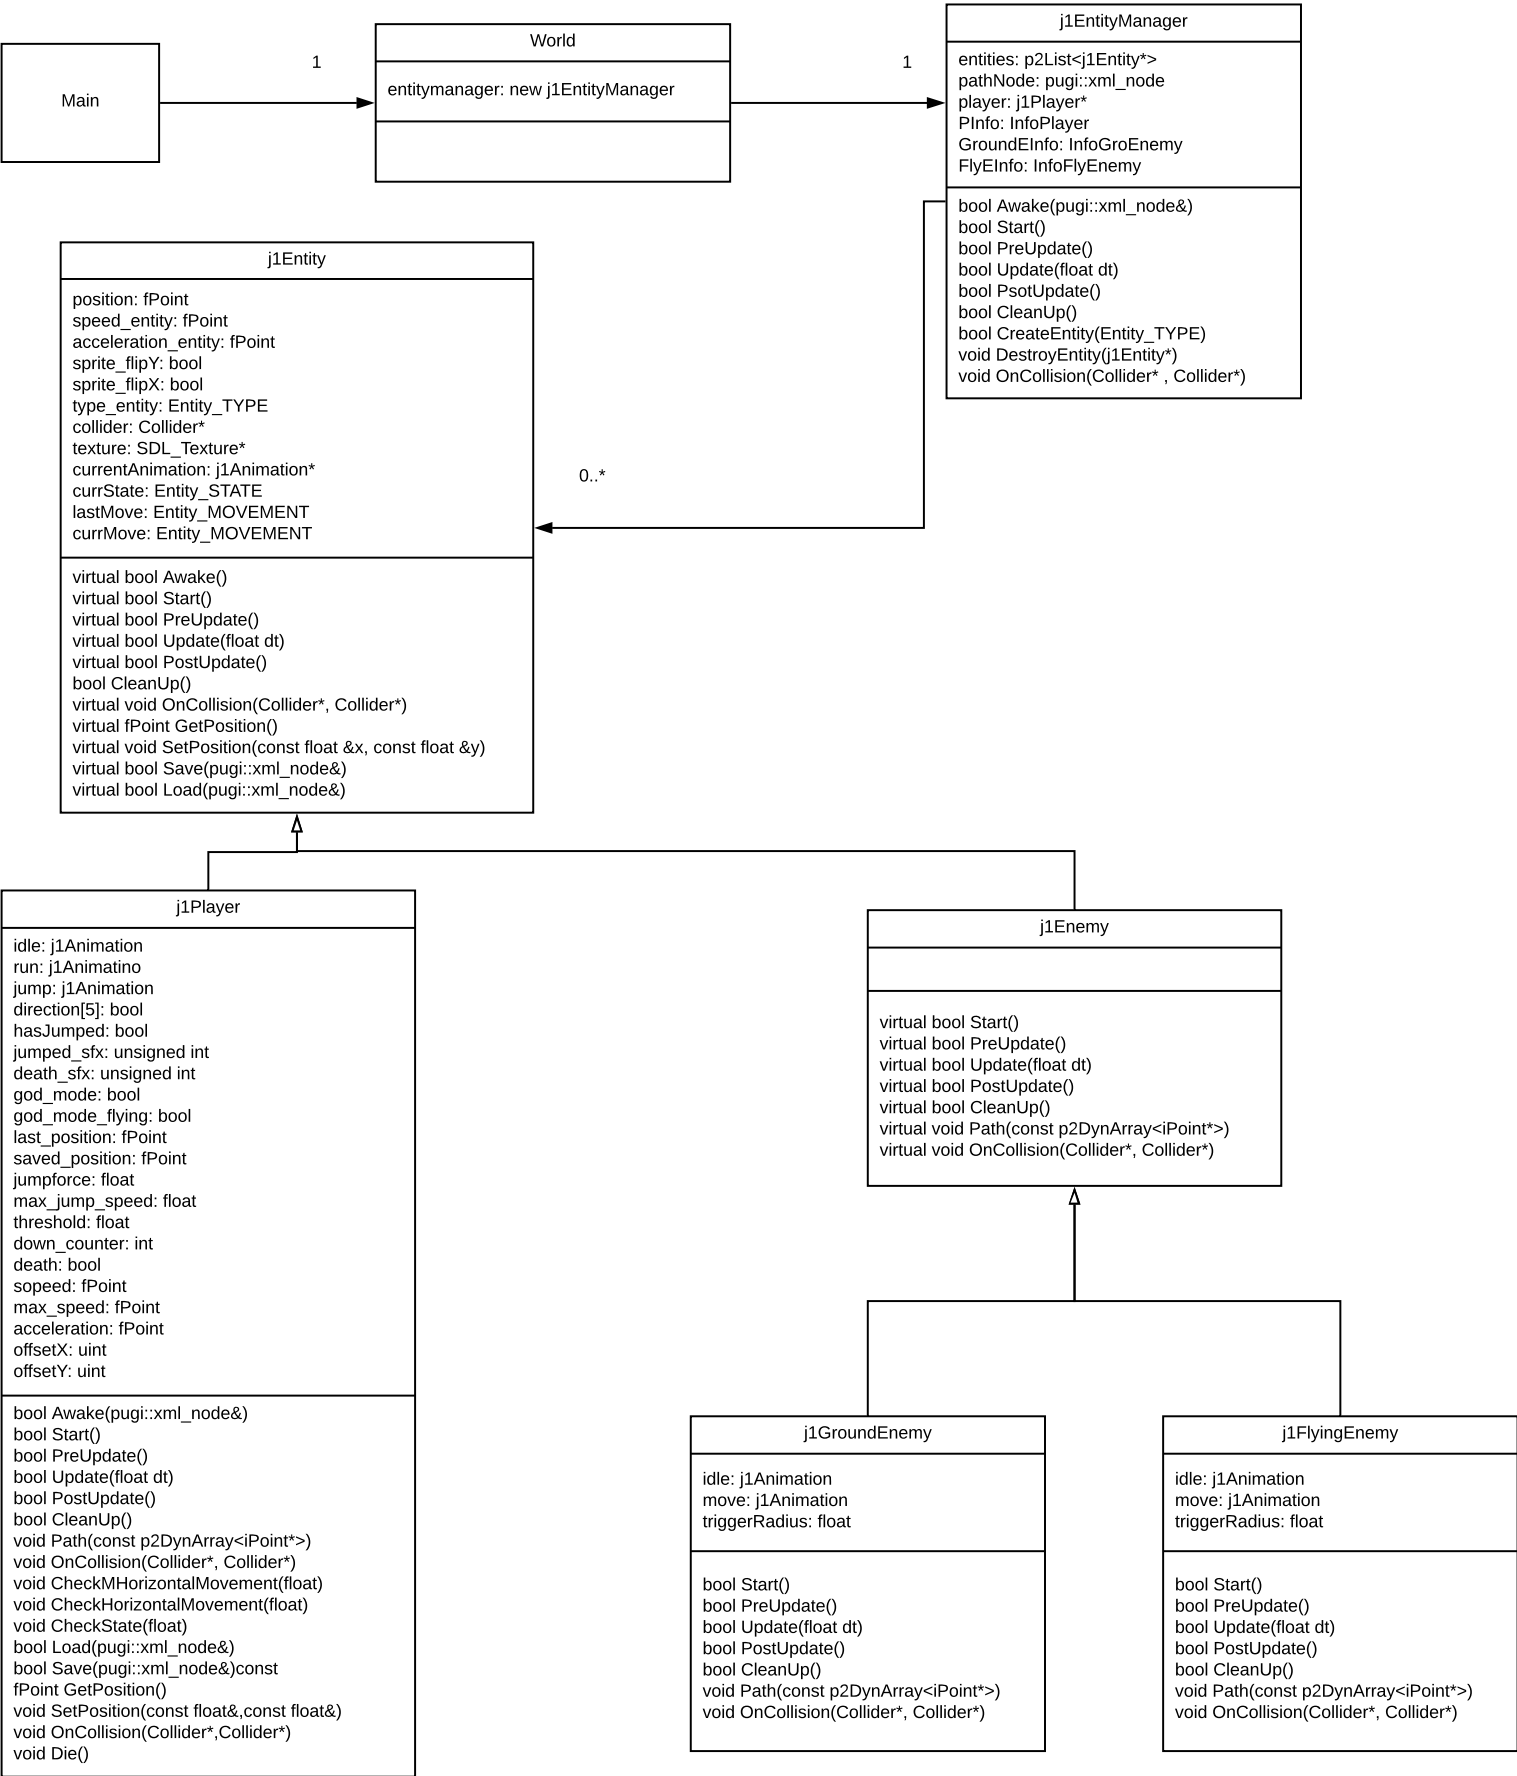 Main
1
World
entitymanager: new j1EntityManager
1
j1EntityManager
entities: p2List<j1Entity*>
pathNode: pugi::xml_node
player: j1Player*
PInfo: InfoPlayer
GroundEInfo: InfoGroEnemy
FlyEInfo: InfoFlyEnemy
bool Awake(pugi::xml_node&)
bool Start()
bool PreUpdate()
bool Update(float dt)
bool PsotUpdate()
bool CleanUp()
bool CreateEntity(Entity_TYPE)
void DestroyEntity(j1Entity*)
void OnCollision(Collider* , Collider*)
0..*
j1Entity
position: fPoint
speed_entity: fPoint
acceleration_entity: fPoint
sprite_flipY: bool
sprite_flipX: bool
type_entity: Entity_TYPE
collider: Collider*
texture: SDL_Texture*
currentAnimation: j1Animation*
currState: Entity_STATE
lastMove: Entity_MOVEMENT
currMove: Entity_MOVEMENT
virtual bool Awake()
virtual bool Start()
virtual bool PreUpdate()
virtual bool Update(float dt)
virtual bool PostUpdate()
bool CleanUp()
virtual void OnCollision(Collider*, Collider*)
virtual fPoint GetPosition()
virtual void SetPosition(const float &x, const float &y)
virtual bool Save(pugi::xml_node&)
virtual bool Load(pugi::xml_node&)
j1Player
idle: j1Animation
run: j1Animatino
jump: j1Animation
direction[5]: bool
hasJumped: bool
jumped_sfx: unsigned int
death_sfx: unsigned int
god_mode: bool
god_mode_flying: bool
last_position: fPoint
saved_position: fPoint
jumpforce: float
max_jump_speed: float
threshold: float
down_counter: int
death: bool
sopeed: fPoint
max_speed: fPoint
acceleration: fPoint
offsetX: uint
offsetY: uint
bool Awake(pugi::xml_node&)
bool Start()
bool PreUpdate()
bool Update(float dt)
bool PostUpdate()
bool CleanUp()
void Path(const p2DynArray<iPoint*>)
void OnCollision(Collider*, Collider*)
void CheckMHorizontalMovement(float)
void CheckHorizontalMovement(float)
void CheckState(float)
bool Load(pugi::xml_node&)
bool Save(pugi::xml_node&)const
fPoint GetPosition()
void SetPosition(const float&,const float&)
void OnCollision(Collider*,Collider*)
void Die()
j1Enemy
virtual bool Start()
virtual bool PreUpdate()
virtual bool Update(float dt)
virtual bool PostUpdate()
virtual bool CleanUp()
virtual void Path(const p2DynArray<iPoint*>)
virtual void OnCollision(Collider*, Collider*)
j1GroundEnemy
idle: j1Animation
move: j1Animation
triggerRadius: float
bool Start()
bool PreUpdate()
bool Update(float dt)
bool PostUpdate()
bool CleanUp()
void Path(const p2DynArray<iPoint*>)
void OnCollision(Collider*, Collider*)
j1FlyingEnemy
idle: j1Animation
move: j1Animation
triggerRadius: float
bool Start()
bool PreUpdate()
bool Update(float dt)
bool PostUpdate()
bool CleanUp()
void Path(const p2DynArray<iPoint*>)
void OnCollision(Collider*, Collider*)